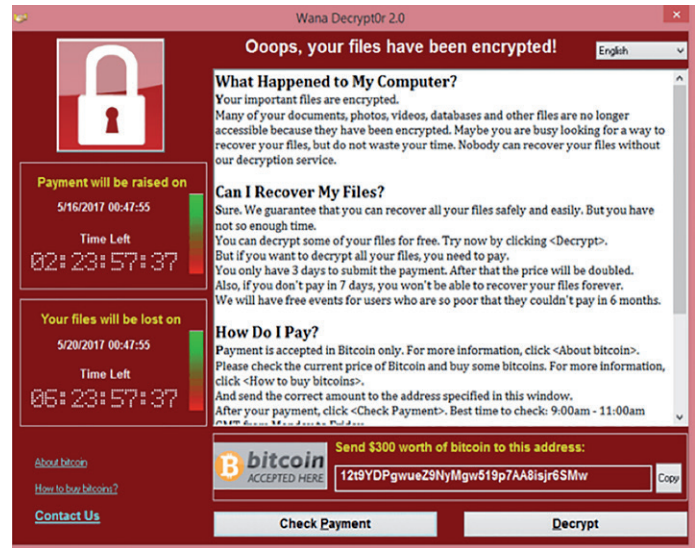 Wana Decrypt0r 2.0
Ooops, your files have been encrypted!
English
Payment will be raised on
5/16/2017 00:47:55
Time Left
02:23:57:37
Your files will be lost on
5/20/2017 00:47:55
Time Left
06:23:57:37
About bitcoin
How to buy bitcoins?
Contact Us
What Happened to My Computer?
Your important files are encrypted.
Many of your documents, photos, videos, databases and other files are no longer
accessible because they have been encrypted. Maybe you are busy looking for a way to
recover your files, but do not waste your time. Nobody can recover your files without
our decryption service.
Can I Recover My Files?
Sure. We guarantee that you can recover all your files safely and easily. But you have
not so enough time.
You can decrypt some of your files for free. Try now by clicking <Decrypt>.
But if you want to decrypt all your files, you need to pay.
You only have 3 days to submit the payment. After that the price will be doubled.
Also, if you don't pay in 7 days, you won't be able to recover your files forever.
We will have free events for users who are so poor that they couldn't pay in 6 months.
How Do I Pay?
Payment is accepted in Bitcoin only. For more information, click <About bitcoin>.
Please check the current price of Bitcoin and buy some bitcoins. For more information,
click <How to buy bitcoins>.
And send the correct amount to the address specified in this window.
After your payment, click <Check Payment>. Best time to check: 9:00am - 11:00am
GMT from Monday to Friday.
bitcoin
ACCEPTED HERE
Send $300 worth of bitcoin to this address:
12t9YDPgwueZ9NyMgw519p7AA8isjr6SMw
Copy
Check Payment
Decrypt